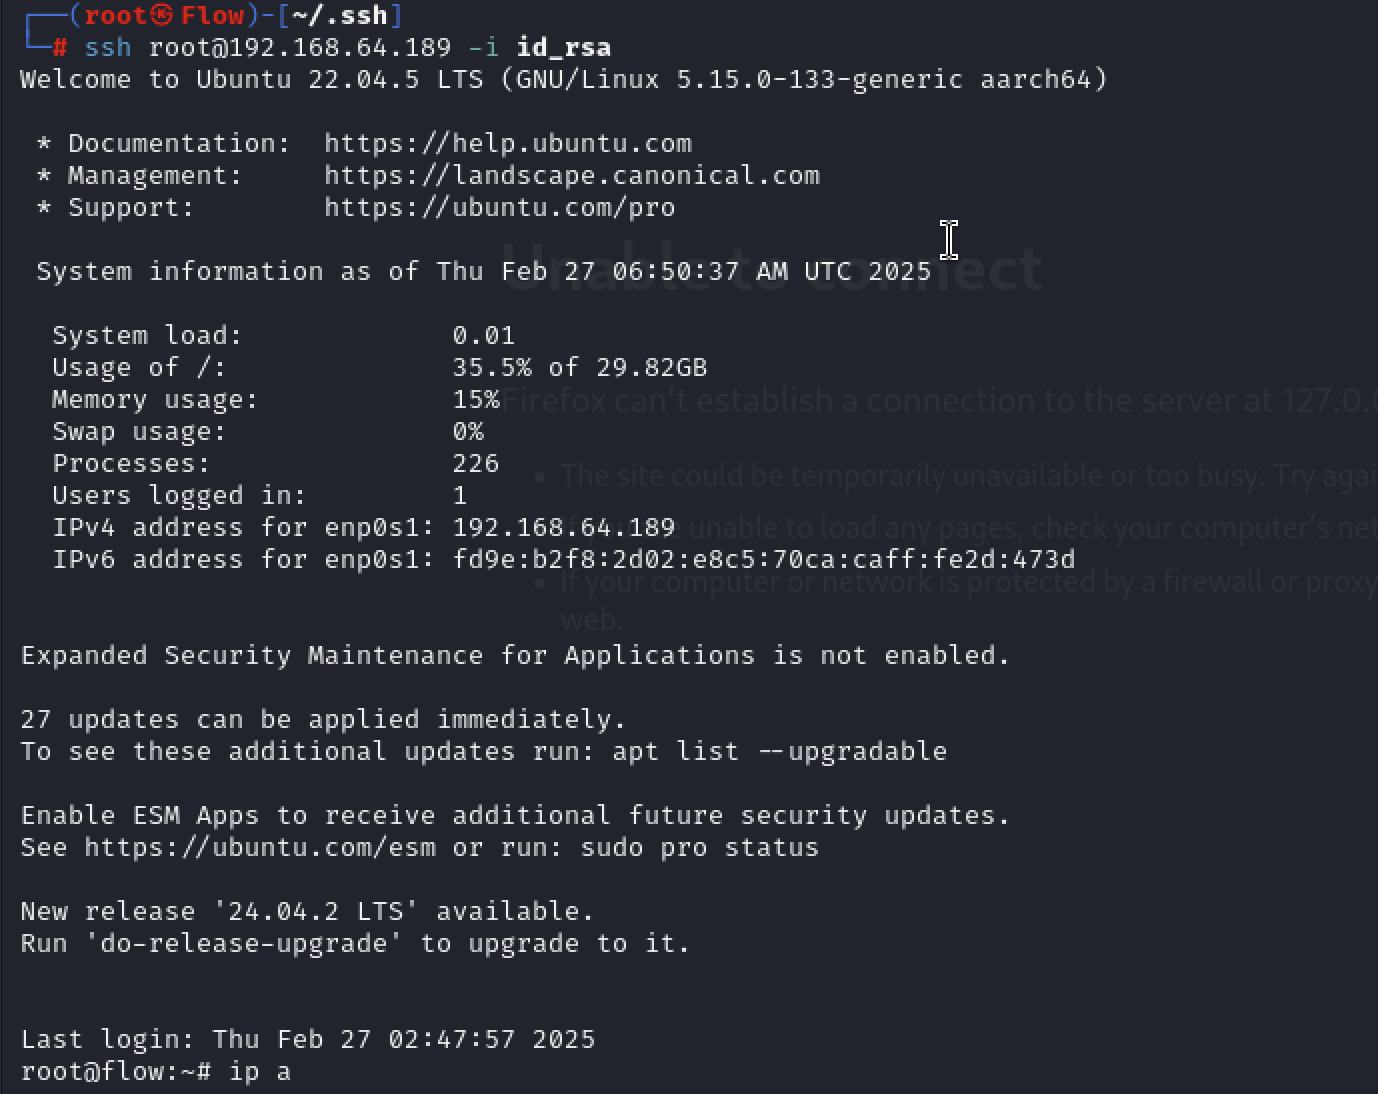 ┌──(root㉿Flow)-[~/.ssh]
└─# ssh root@192.168.64.189 -i id_rsa
Welcome to Ubuntu 22.04.5 LTS (GNU/Linux 5.15.0-133-generic aarch64)

 * Documentation:  https://help.ubuntu.com
 * Management:     https://landscape.canonical.com
 * Support:        https://ubuntu.com/pro

 System information as of Thu Feb 27 06:50:37 AM UTC 2025
Unable to connect

  System load:             0.01
  Usage of /:              35.5% of 29.82GB
  Memory usage:            15%
Firefox can't establish a connection to the server at 127.0.
  Swap usage:              0%
  Processes:               226
• The site could be temporarily unavailable or too busy. Try agai
  Users logged in:         1
  IPv4 address for enp0s1: 192.168.64.189
unable to load any pages, check your computer's net
  IPv6 address for enp0s1: fd9e:b2f8:2d02:e8c5:70ca:caff:fe2d:473d
• If your computer or network is protected by a firewall or proxy
web.

Expanded Security Maintenance for Applications is not enabled.

27 updates can be applied immediately.
To see these additional updates run: apt list --upgradable

Enable ESM Apps to receive additional future security updates.
See https://ubuntu.com/esm or run: sudo pro status

New release '24.04.2 LTS' available.
Run 'do-release-upgrade' to upgrade to it.

Last login: Thu Feb 27 02:47:57 2025
root@flow:~# ip a